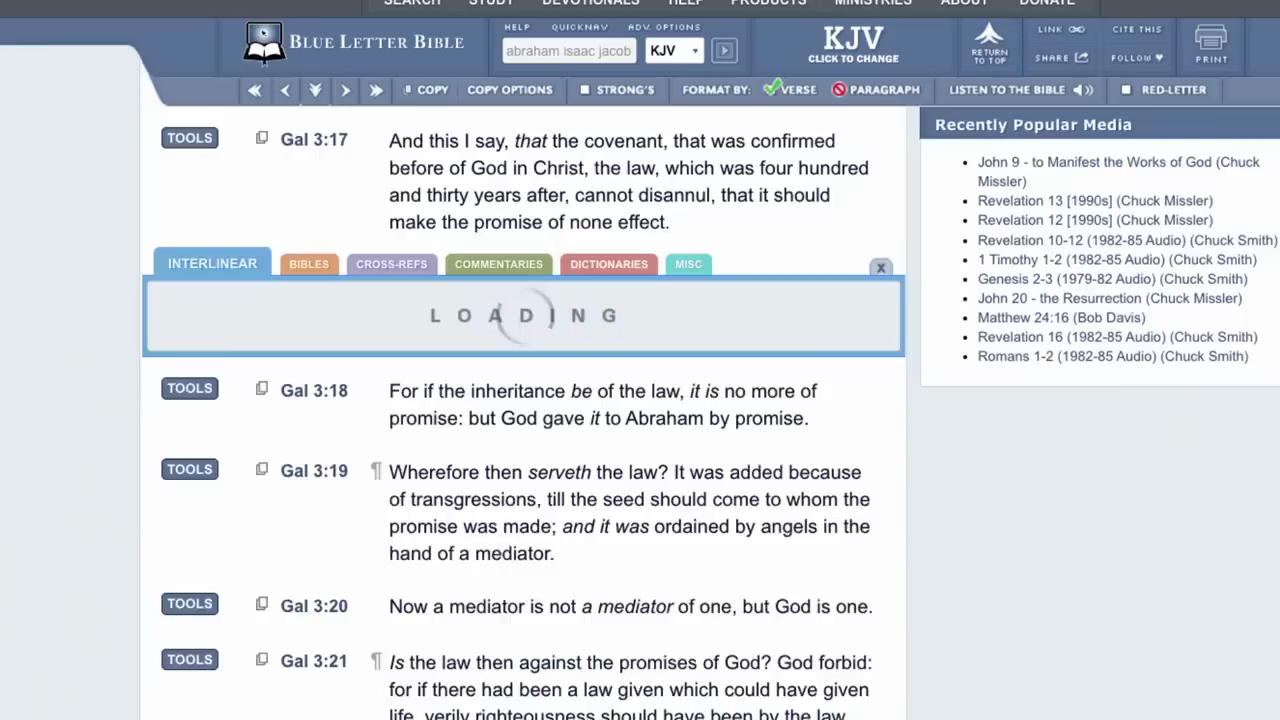 SEARCH STUDY DEVOTIONALS HELP PRODUCTS MINISTRIES ABOUT DONATE
BLUE LETTER BIBLE
HELP QUICKNAV ADV. OPTIONS
abraham isaac jacob KJV
KJV
CLICK TO CHANGE
RETURN
TO TOP
LINK CITE THIS
SHARE FOLLOW
PRINT
COPY COPY OPTIONS STRONG'S FORMAT BY: VERSE PARAGRAPH LISTEN TO THE BIBLE RED-LETTER
TOOLS Gal 3:17 And this I say, that the covenant, that was confirmed
before of God in Christ, the law, which was four hundred
and thirty years after, cannot disannul, that it should
make the promise of none effect.
INTERLINEAR BIBLES CROSS-REFS COMMENTARIES DICTIONARIES MISC X
LOADING
TOOLS Gal 3:18 For if the inheritance be of the law, it is no more of
promise: but God gave it to Abraham by promise.
TOOLS Gal 3:19 ¶ Wherefore then serveth the law? It was added because
of transgressions, till the seed should come to whom the
promise was made; and it was ordained by angels in the
hand of a mediator.
TOOLS Gal 3:20 Now a mediator is not a mediator of one, but God is one.
TOOLS Gal 3:21 ¶ Is the law then against the promises of God? God forbid:
for if there had been a law given which could have given
life, verily righteousness should have been by the law.
Recently Popular Media
John 9 - to Manifest the Works of God (Chuck
Missler)
Revelation 13 [1990s] (Chuck Missler)
Revelation 12 [1990s] (Chuck Missler)
Revelation 10-12 (1982-85 Audio) (Chuck Smith)
1 Timothy 1-2 (1982-85 Audio) (Chuck Smith)
Genesis 2-3 (1979-82 Audio) (Chuck Smith)
John 20 - the Resurrection (Chuck Missler)
Matthew 24:16 (Bob Davis)
Revelation 16 (1982-85 Audio) (Chuck Smith)
Romans 1-2 (1982-85 Audio) (Chuck Smith)